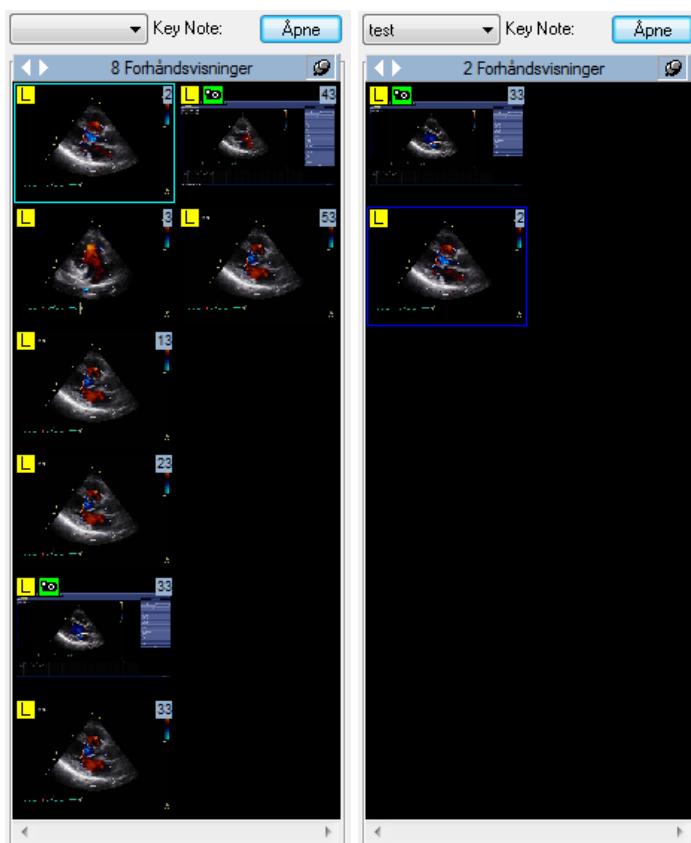 Key Note: Åpne
8 Forhåndsvisninger
L 2
L 43
L 3
L 53
L 13
L 23
L 33
L 33
test Key Note: Åpne
2 Forhåndsvisninger
L 33
L 2